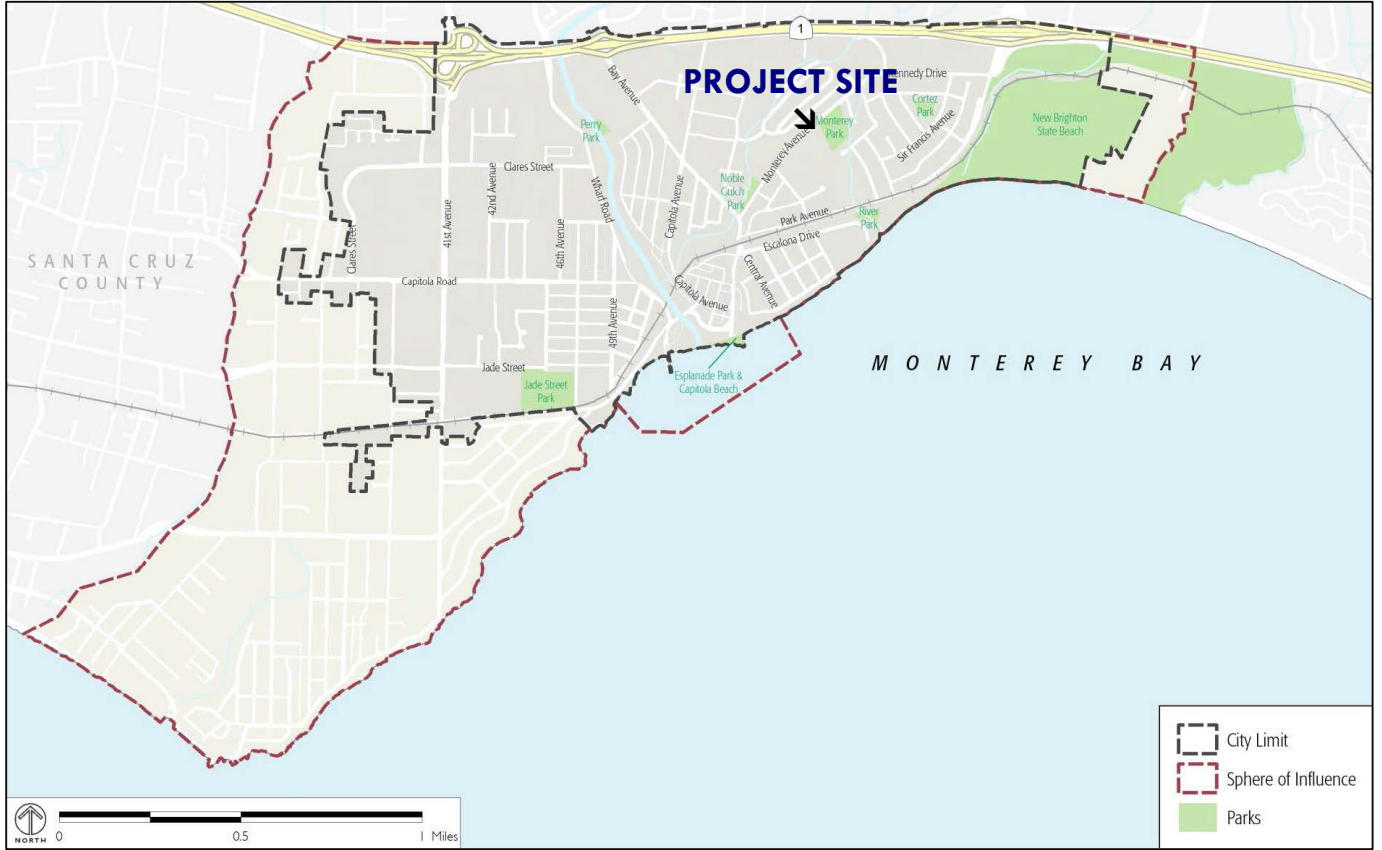 1
PROJECT SITE
Kennedy Drive
Bay Avenue
Cortez
Park
Perry
Park
Monterey
Park
New Brighton
State Beach
Sir Francis Avenue
Monterey Avenue
Clares Street
42nd Avenue
Noble
Gulch
Park
Wharf Road
Capitola Avenue
41st Avenue
46th Avenue
Park Avenue
River
Park
Escalona Drive
SANTA CRUZ
COUNTY
Clares Street
Capitola Road
Central Avenue
Capitola Avenue
49th Avenue
MONTEREY BAY
Jade Street
Esplanade Park &
Capitola Beach
Jade Street
Park
City Limit
Sphere of Influence
Parks
NORTH
0
0.5
1 Miles